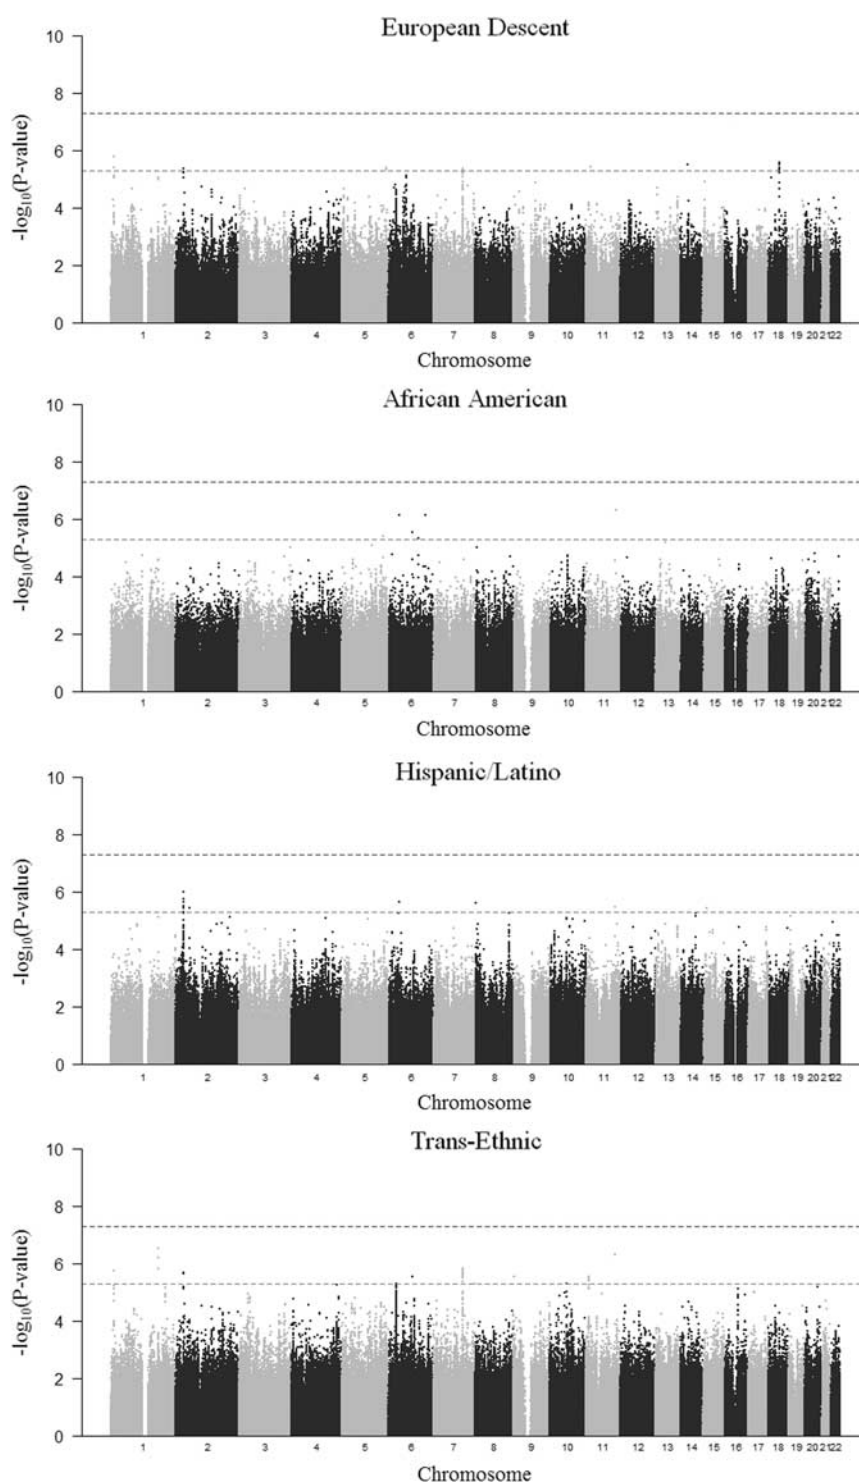 European Descent
10
8
6
4
2
0
-log10(P-value)
1 2 3 4 5 6 7 8 9 10 11 12 13 14 15 16 17 18 19 20 21 22
Chromosome
African American
10
8
6
4
2
0
-log10(P-value)
1 2 3 4 5 6 7 8 9 10 11 12 13 14 15 16 17 18 19 20 21 22
Chromosome
Hispanic/Latino
10
8
6
4
2
0
-log10(P-value)
1 2 3 4 5 6 7 8 9 10 11 12 13 14 15 16 17 18 19 20 21 22
Chromosome
Trans-Ethnic
10
8
6
4
2
0
-log10(P-value)
1 2 3 4 5 6 7 8 9 10 11 12 13 14 15 16 17 18 19 20 21 22
Chromosome